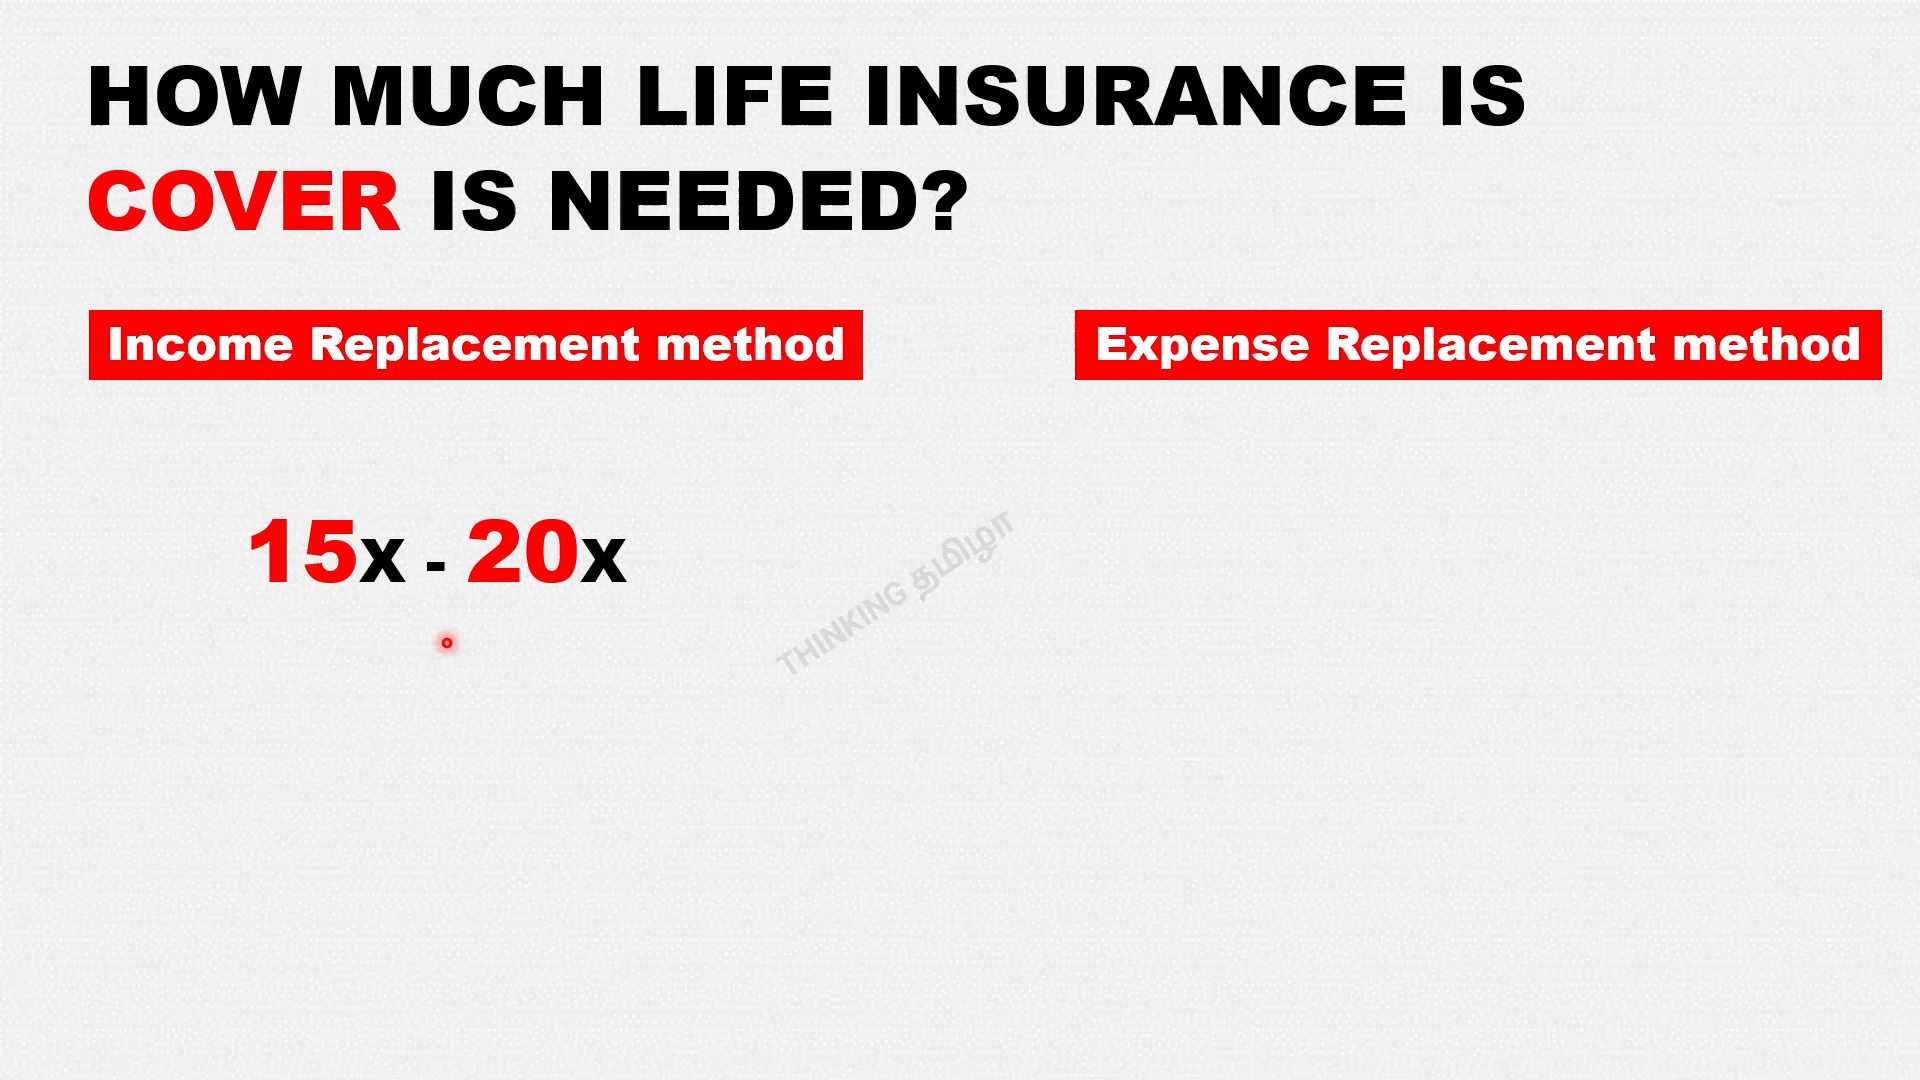 HOW MUCH LIFE INSURANCE IS
COVER IS NEEDED?
Income Replacement method
Expense Replacement method
15x - 20x
THINKING தமிழா